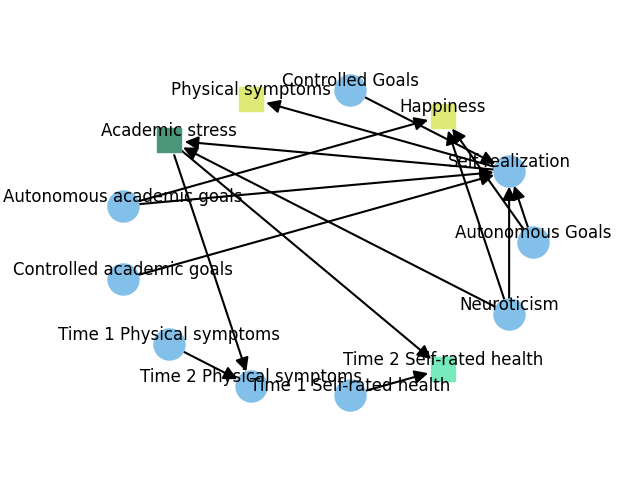 Controlled Goals
Physical symptoms
Happiness
Academic stress
Self-realization
Autonomous academic goals
Autonomous Goals
Controlled academic goals
Neuroticism
Time 1 Physical symptoms
Time 2 Self-rated health
Time 2 Physical symptoms
Time 1 Self-rated health